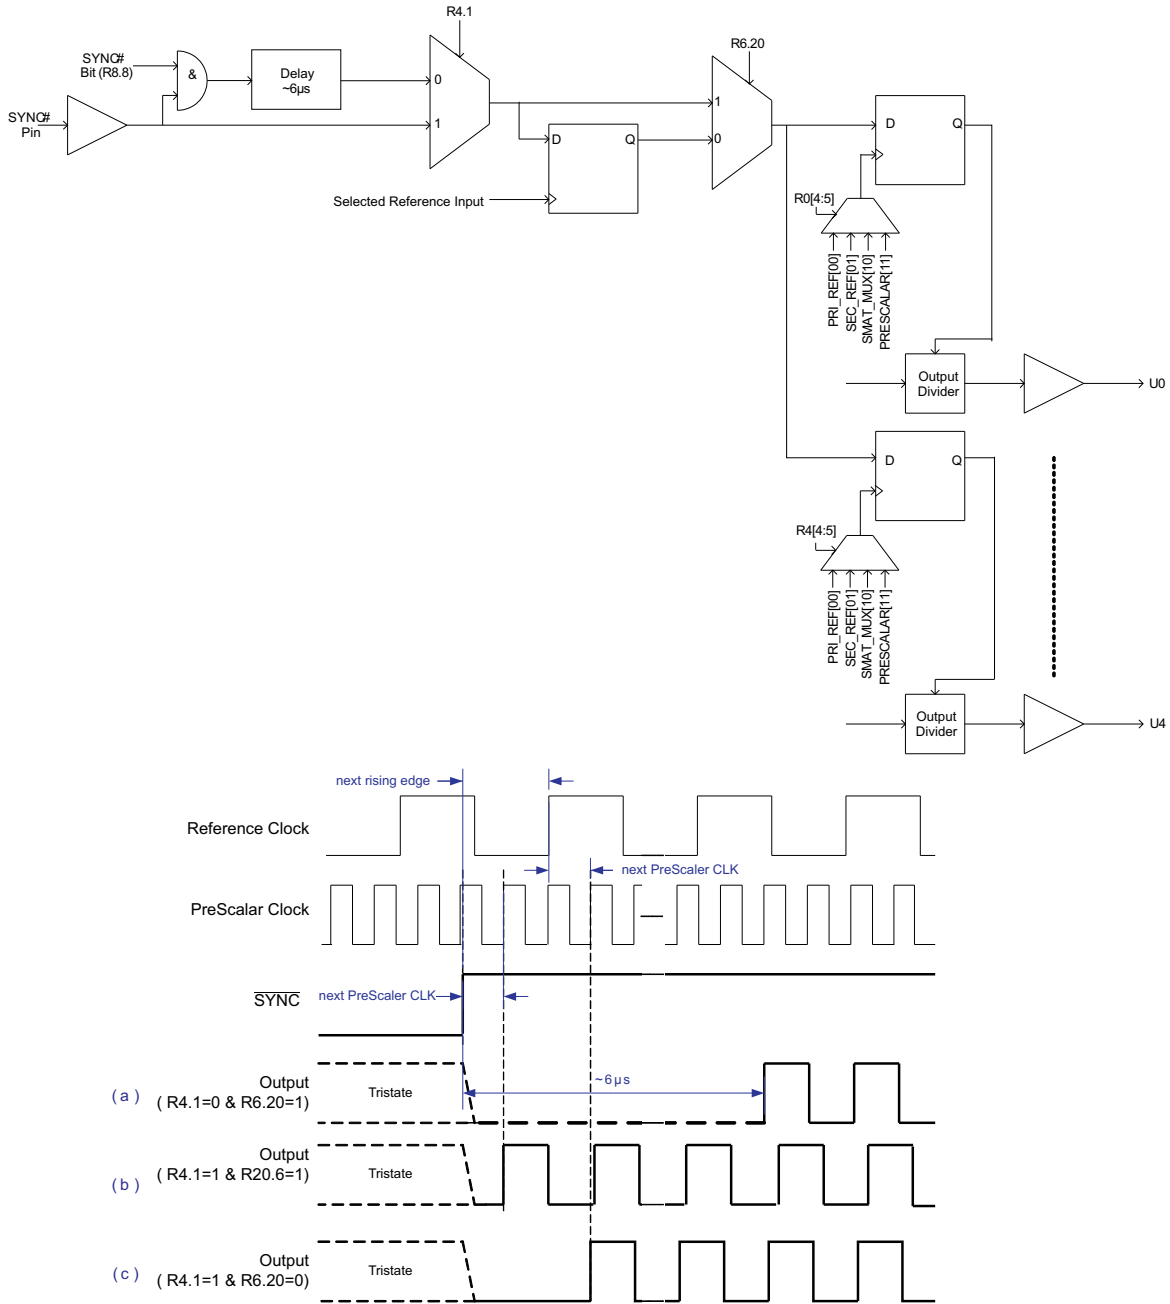 R4.1
R6.20
SYNC#
Bit (R8.8)
&
Delay
~6µs
0
1
SYNC#
Pin
1
0
D
Q
Selected Reference Input
D
Q
R0[4:5]
PRI_REF[00]
SEC_REF[01]
SMAT_MUX[10]
PRESCALAR[11]
Output
Divider
U0
D
Q
R4[4:5]
PRI_REF[00]
SEC_REF[01]
SMAT_MUX[10]
PRESCALAR[11]
Output
Divider
U4
next rising edge
Reference Clock
next PreScaler CLK
PreScalar Clock
SYNC
next PreScaler CLK
(a)
Output
( R4.1=0 & R6.20=1)
Tristate
~6µs
(b)
Output
( R4.1=1 & R20.6=1)
Tristate
(c)
Output
( R4.1=1 & R6.20=0)
Tristate